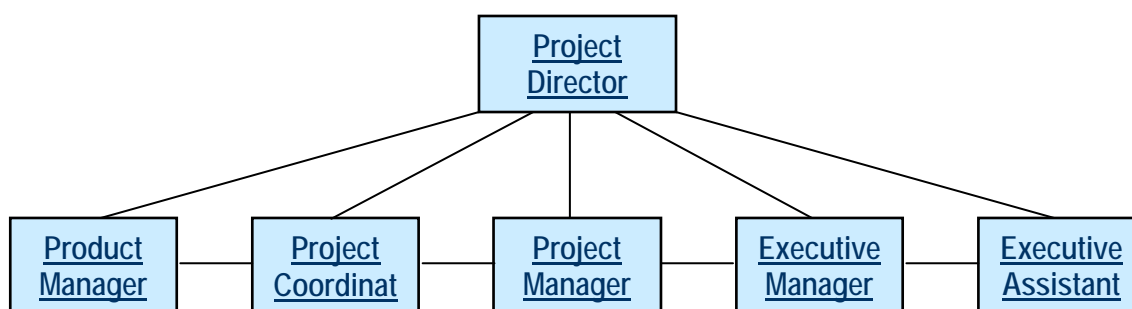 Project
Director
Product
Manager
Project
Coordinat
Project
Manager
Executive
Manager
Executive
Assistant